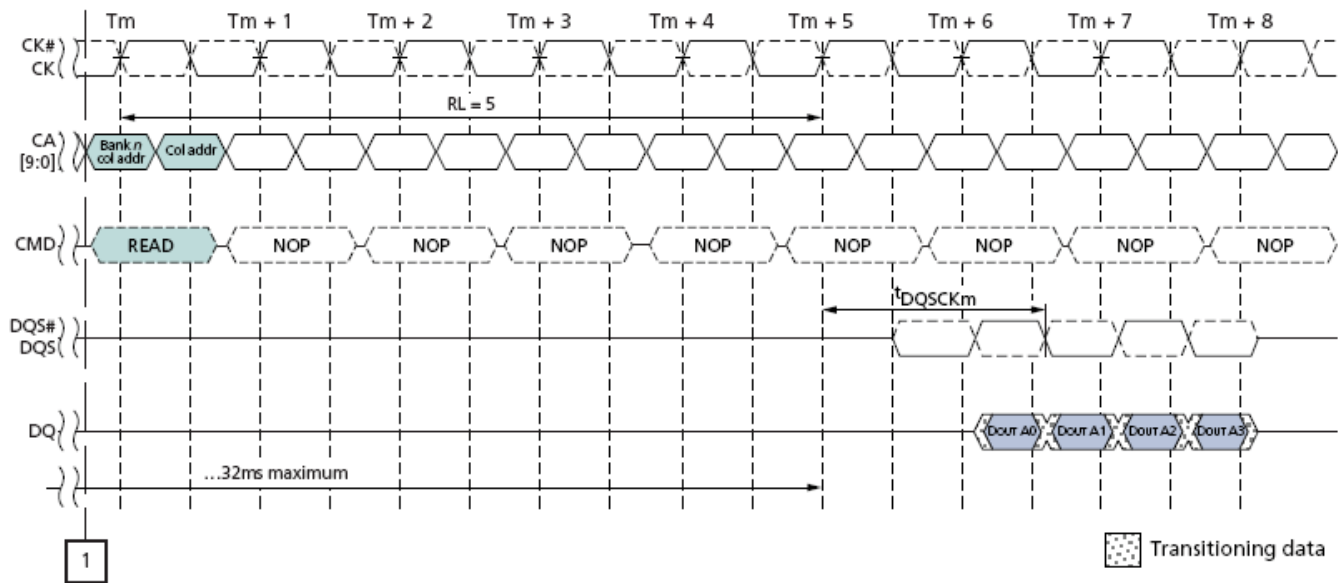 Tm Tm + 1 Tm + 2 Tm + 3 Tm + 4 Tm + 5 Tm + 6 Tm + 7 Tm + 8
CK#
CK
RL = 5
CA
[9:0]
Bank n
col addr
Col addr
CMD
READ NOP NOP NOP NOP NOP NOP NOP NOP
tDQSCKm
DQS#
DQS
DQ
DOUT A0 DOUT A1 DOUT A2 DOUT A3
...32ms maximum
1
Transitioning data